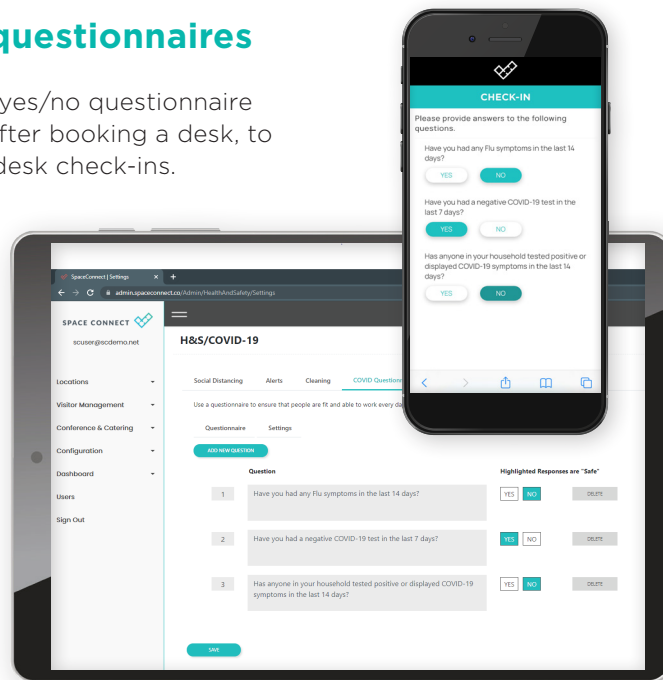 questionnaires
yes/no questionnaire
fter booking a desk, to
desk check-ins.
CHECK-IN
Please provide answers to the following
questions.
Have you had any Flu symptoms in the last 14
days?
YES NO
Have you had a negative COVID-19 test in the
last 7 days?
YES NO
Has anyone in your household tested positive or
displayed COVID-19 symptoms in the last 14
days?
YES NO
SpaceConnect | Settings
admin.spaceconnect.co/Admin/HealthAndSafety/Settings
SPACE CONNECT
scuser@scdemo.net
Locations
Visitor Management
Conference & Catering
Configuration
Dashboard
Users
Sign Out
H&S/COVID-19
Social Distancing Alerts Cleaning COVID Question
Use a questionnaire to ensure that people are fit and able to work every da
Questionnaire Settings
ADD NEW QUESTION
Question Highlighted Responses are "Safe"
1 Have you had any Flu symptoms in the last 14 days? YES NO DELETE
2 Have you had a negative COVID-19 test in the last 7 days? YES NO DELETE
3 Has anyone in your household tested positive or displayed COVID-19 YES NO DELETE
symptoms in the last 14 days?
SAVE